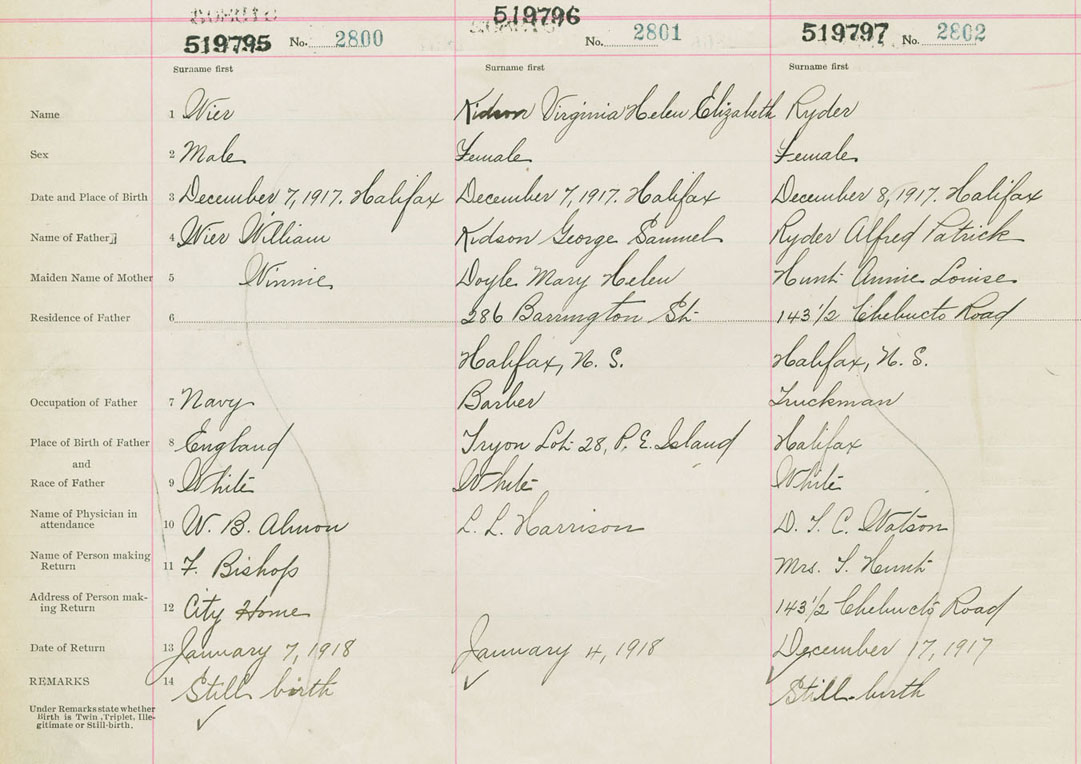 519795 No. 2800 519796 No. 2801 519797 No. 2802
Surname first Surname first Surname first
Name 1 Wier Kidson Virginia Helen Elizabeth Ryder
Sex 2 Male Female Female
Date and Place of Birth 3 December 7, 1917. Halifax December 7, 1917. Halifax December 8, 1917. Halifax
Name of Father 4 Wier William Kidson George Samuel Ryder Alfred Patrick
Maiden Name of Mother 5 Winnie Doyle Mary Helen Hunt Annie Louise
Residence of Father 6 286 Barrington St. 143 1/2 Chebucto Road
Halifax, N. S. Halifax, N. S.
Occupation of Father 7 Navy Barber Truckman
Place of Birth of Father 8 England Tryon Lot 28, P. E. Island Halifax
and
Race of Father 9 White White White
Name of Physician in
attendance 10 W. B. Almon L. L. Harrison D. T. C. Watson
Name of Person making
Return 11 F. Bishop Mrs. T. Hunt
Address of Person mak-
ing Return 12 City Home 143 1/2 Chebucto Road
Date of Return 13 January 7, 1918 January 4, 1918 December 17, 1917
REMARKS 14 Still birth Still-birth
Under Remarks state whether
Birth is Twin, Triplet, Ille-
gitimate or Still-birth.